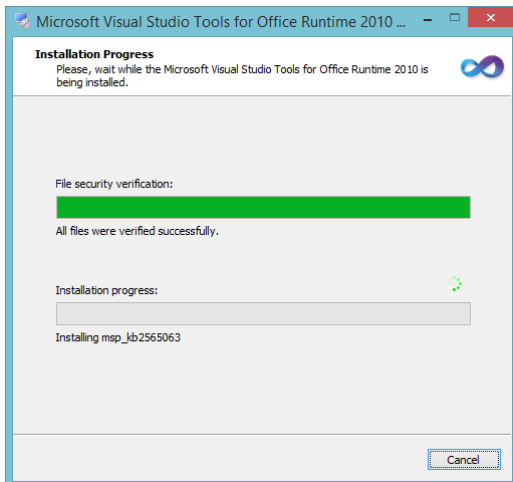 Microsoft Visual Studio Tools for Office Runtime 2010 ...
Installation Progress
Please, wait while the Microsoft Visual Studio Tools for Office Runtime 2010 is
being installed.
File security verification:
All files were verified successfully.
Installation progress:
Installing msp_kb2565063
Cancel